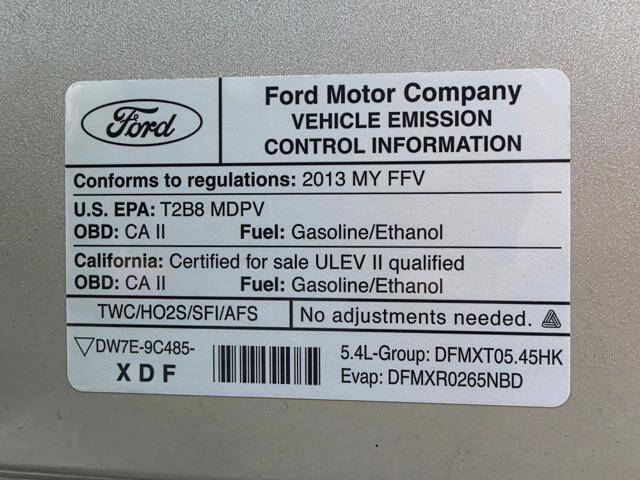 Ford
Ford Motor Company
VEHICLE EMISSION
CONTROL INFORMATION
Conforms to regulations: 2013 MY FFV
U.S. EPA: T2B8 MDPV
OBD: CA II Fuel: Gasoline/Ethanol
California: Certified for sale ULEV II qualified
OBD: CA II Fuel: Gasoline/Ethanol
TWC/HO2S/SFI/AFS No adjustments needed.
DW7E-9C485-
XDF
5.4L-Group: DFMXT05.45HK
Evap: DFMXR0265NBD